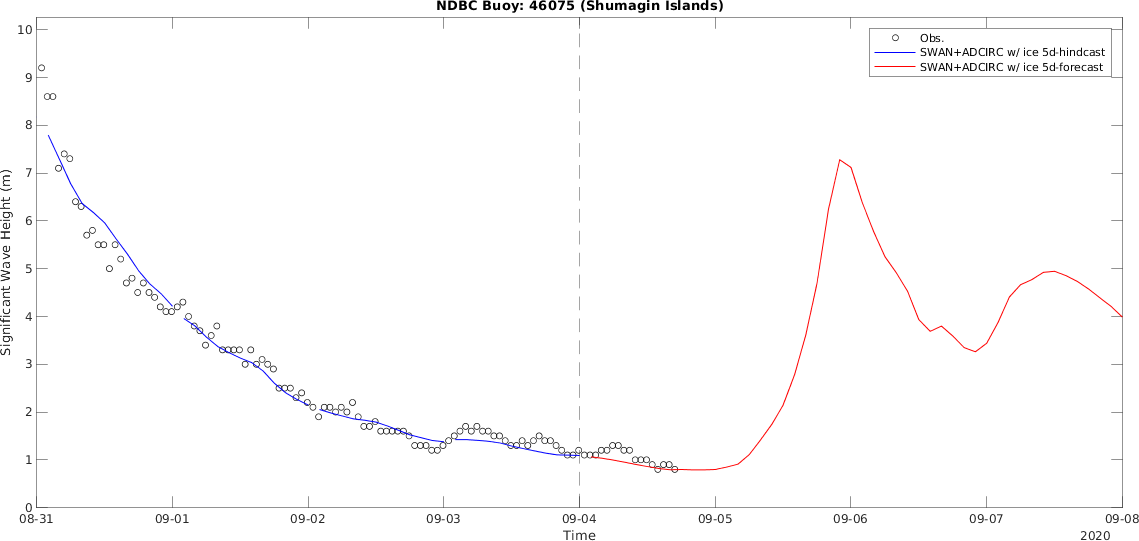 NDBC Buoy: 46075 (Shumagin Islands)
Obs.
SWAN+ADCIRC w/ ice 5d-hindcast
SWAN+ADCIRC w/ ice 5d-forecast
Significant Wave Height (m)
10
9
8
7
6
5
4
3
2
1
0
08-31 09-01 09-02 09-03 09-04 09-05 09-06 09-07 09-08
Time
2020